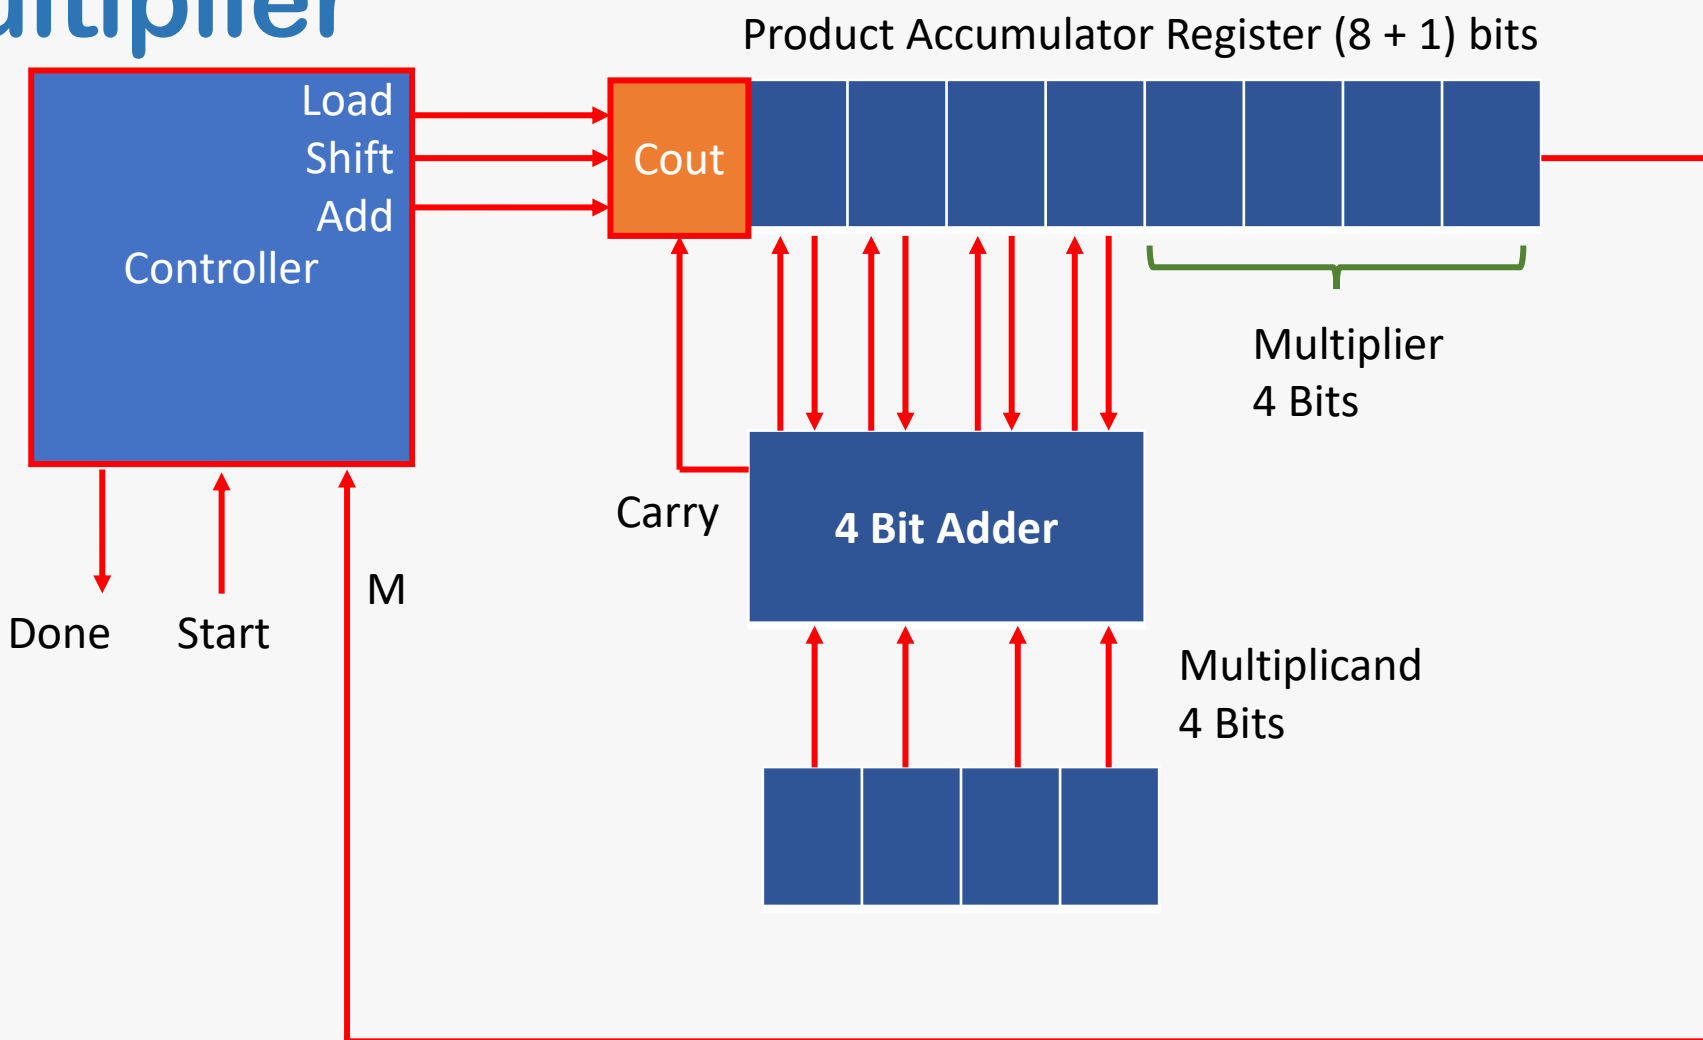 Product Accumulator Register (8 + 1) bits
Load
Shift
Add
Controller
Cout
Multiplier
4 Bits
Carry
4 Bit Adder
M
Done
Start
Multiplicand
4 Bits